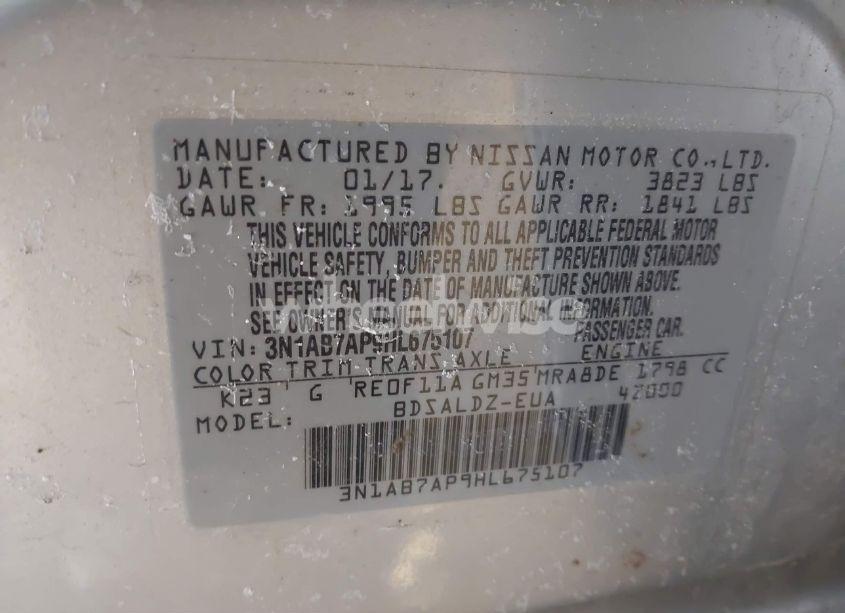 MANUFACTURED BY NISSAN MOTOR CO., LTD.
DATE: 01/17. GVWR: 3823 LBS
GAWR FR: 1995 LBS GAWR RR: 1841 LBS
THIS VEHICLE CONFORMS TO ALL APPLICABLE FEDERAL MOTOR
VEHICLE SAFETY, BUMPER AND THEFT PREVENTION STANDARDS
IN EFFECT ON THE DATE OF MANUFACTURE SHOWN ABOVE.
SEE OWNER'S MANUAL FOR ADDITIONAL INFORMATION.
VIN: 3N1AB7AP9HL675107 PASSENGER CAR.
COLOR TRIM TRANS AXLE ENGINE
K23 G RE0F11A GM35 MRA8DE 1798 CC
MODEL: BDSALDZ-EUA 42000
3N1AB7AP9HL675107